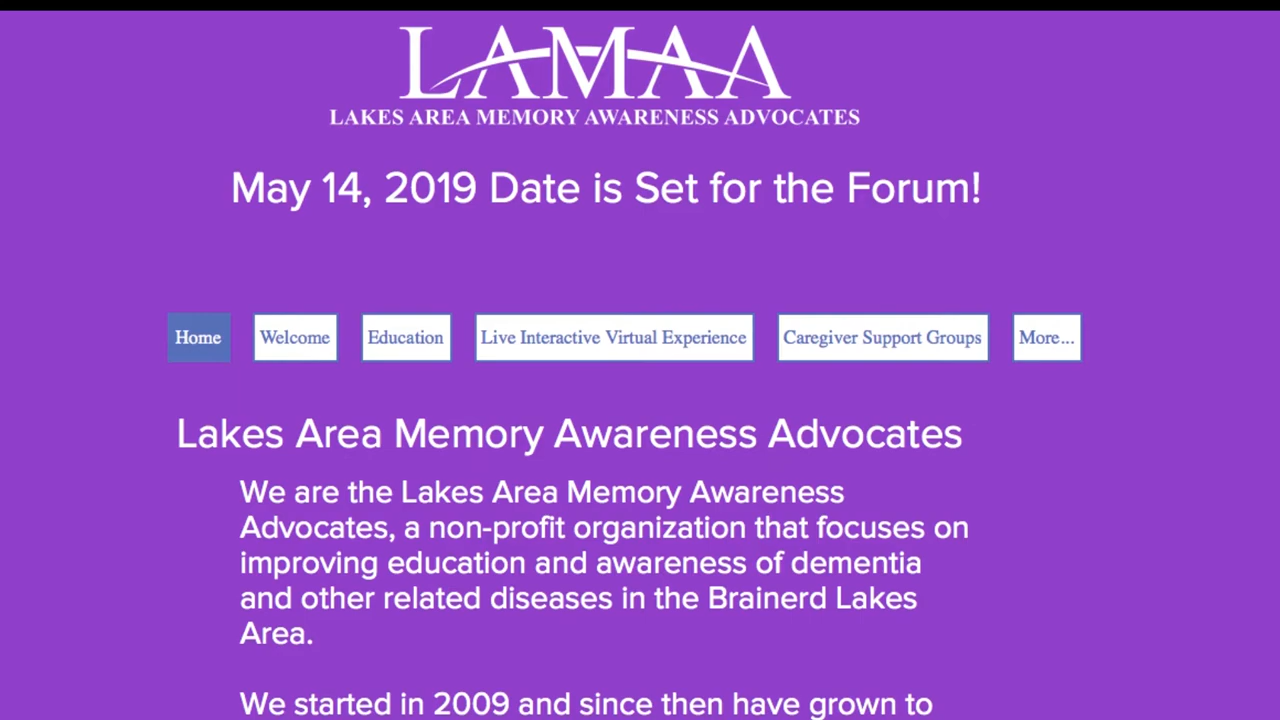 LAMAA
LAKES AREA MEMORY AWARENESS ADVOCATES
May 14, 2019 Date is Set for the Forum!
Home
Welcome
Education
Live Interactive Virtual Experience
Caregiver Support Groups
More...
Lakes Area Memory Awareness Advocates
We are the Lakes Area Memory Awareness
Advocates, a non-profit organization that focuses on
improving education and awareness of dementia
and other related diseases in the Brainerd Lakes
Area.
We started in 2009 and since then have grown to